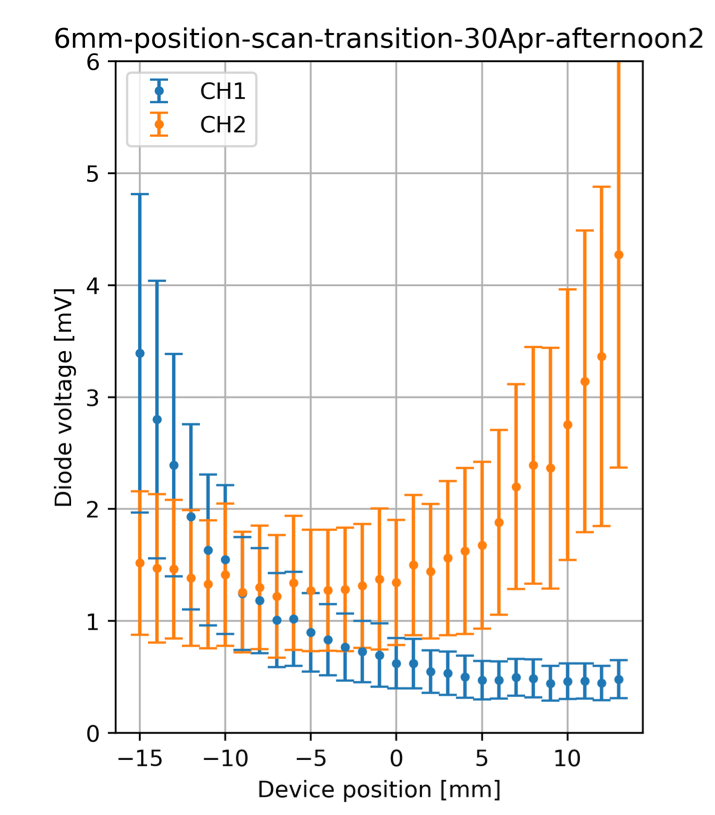 6mm-position-scan-transition-30Apr-afternoon2
CH1
CH2
6
5
4
3
2
1
0
Diode voltage [mV]
−15
−10
−5
0
5
10
Device position [mm]